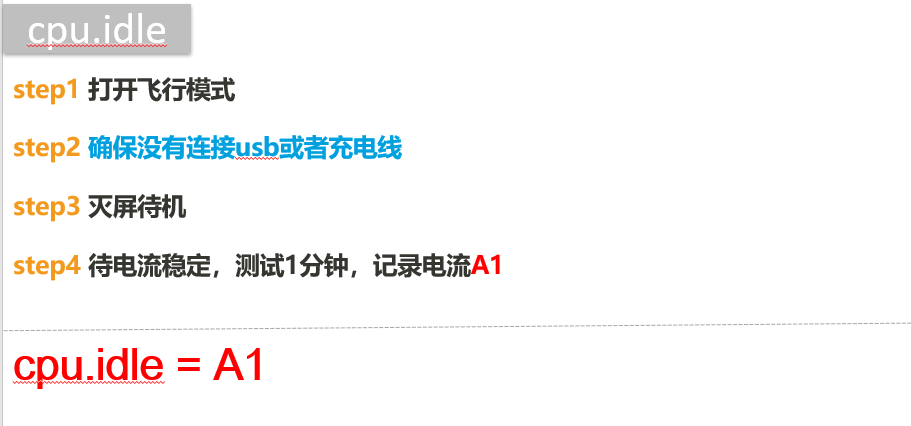 cpu.idle
step1 打开飞行模式
step2 确保没有连接usb或者充电线
step3 灭屏待机
step4 待电流稳定，测试1分钟，记录电流A1
cpu.idle = A1